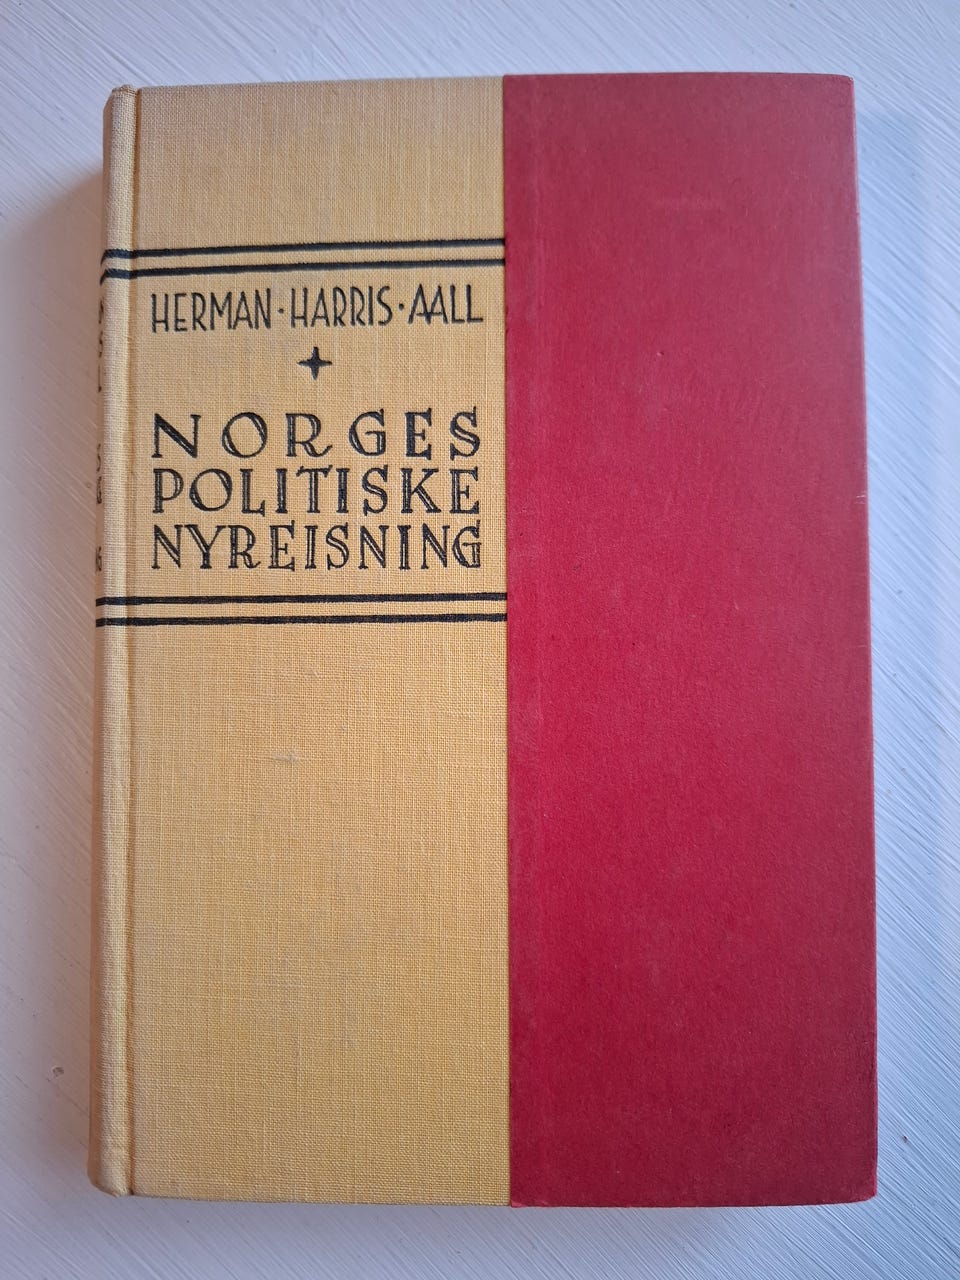 HERMAN·HARRIS·AALL
NORGES
POLITISKE
NYREISNING